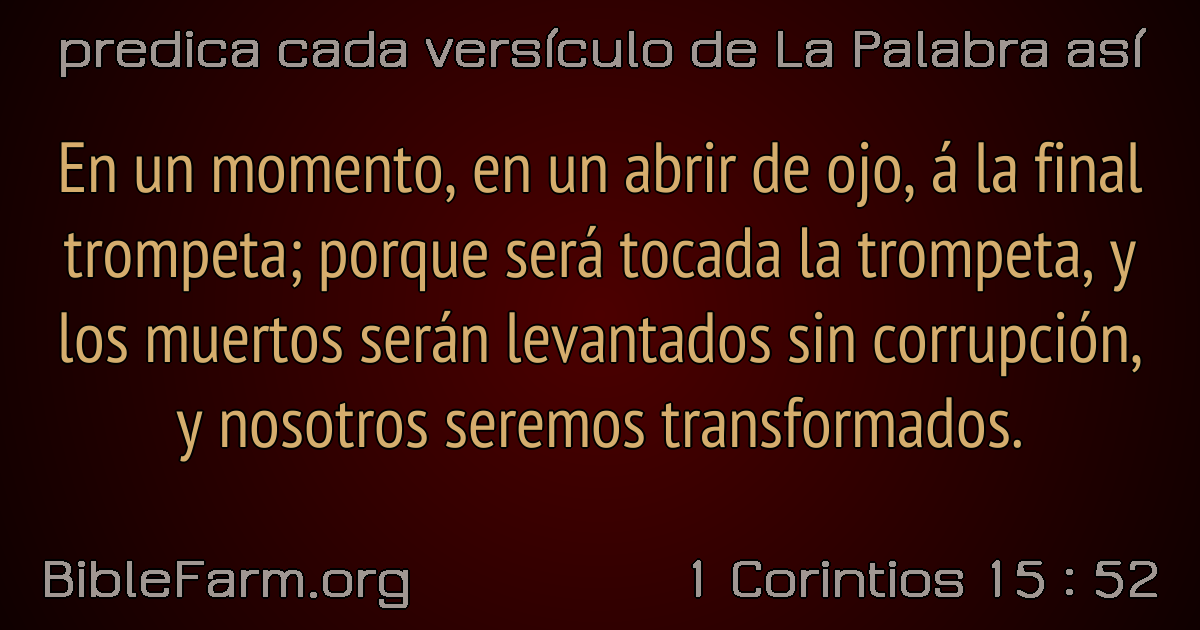 predica cada versículo de La Palabra así
En un momento, en un abrir de ojo, á la final
trompeta; porque será tocada la trompeta, y
los muertos serán levantados sin corrupción,
y nosotros seremos transformados.
BibleFarm.org
1 Corintios 15 : 52